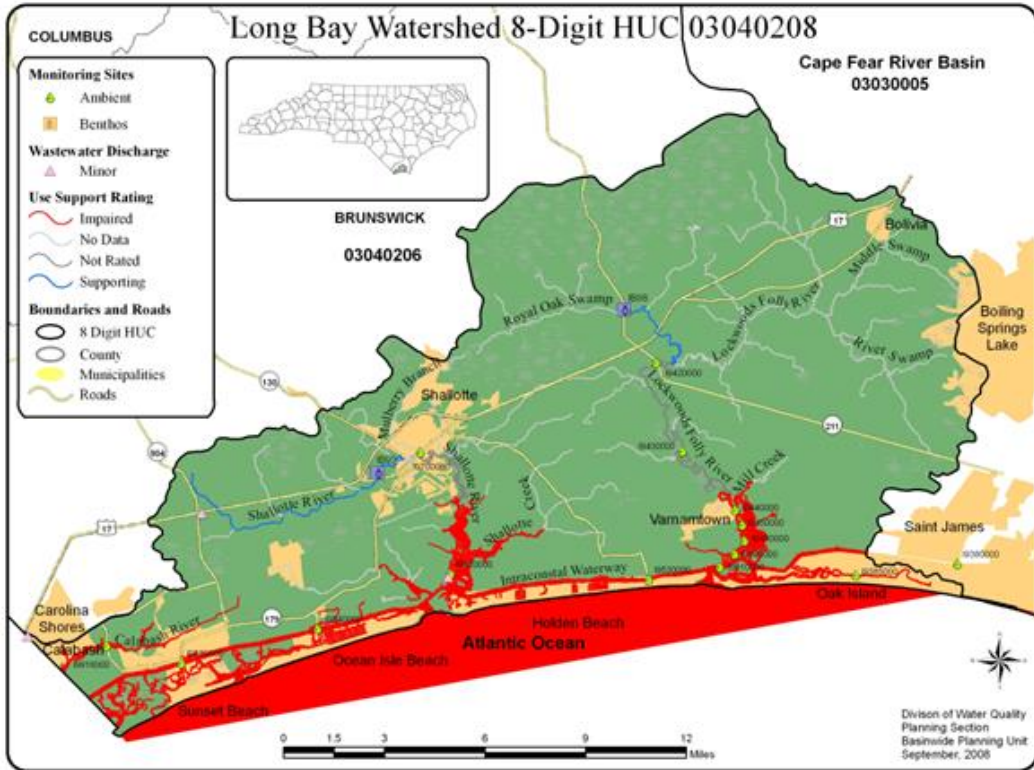 Long Bay Watershed 8-Digit HUC 03040208
COLUMBUS
Monitoring Sites
Ambient
Benthos
Wastewater Discharge
Minor
Use Support Rating
Impaired
No Data
Not Rated
Supporting
Boundaries and Roads
8 Digit HUC
County
Municipalities
Roads
Cape Fear River Basin
03030005
BRUNSWICK
03040206
17
Bolivia
Middle Swamp
Royal Oak Swamp
Lockwoods Folly River
River Swamp
Boiling
Springs
Lake
I9420000
130
Mulberry Branch
Shallotte
211
904
Lockwoods Folly River
I9430000
Shallotte River
Shallotte River
Mill Creek
Shallotte
Creek
17
Varnamtown
Saint James
I9380000
Intracoastal Waterway
Oak Island
Carolina
Shores
179
Calabash River
Calabash
Holden Beach
Atlantic Ocean
Ocean Isle Beach
Sunset Beach
0 1.5 3 6 9 12
Miles
Divison of Water Quality
Planning Section
Basinwide Planning Unit
September, 2008